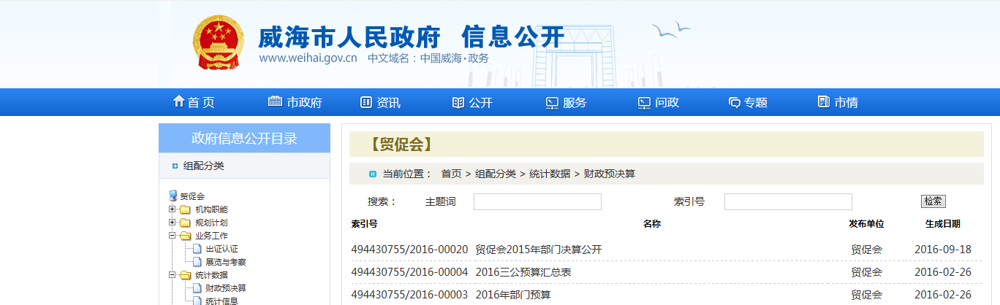 威海市人民政府 信息公开
www.weihai.gov.cn 中文域名：中国威海·政务
首 页 市政府 资讯 公开 服务 问政 专题 市情
政府信息公开目录
组配分类
贸促会
机构职能
规划计划
业务工作
出证认证
展览与考察
统计数据
财政预决算
统计信息
【贸促会】
当前位置： 首页 > 组配分类 > 统计数据 > 财政预决算
搜索： 主题词 索引号 检索
索引号 名称 发布单位 生成日期
494430755/2016-00020 贸促会2015年部门决算公开 贸促会 2016-09-18
494430755/2016-00004 2016三公预算汇总表 贸促会 2016-02-26
494430755/2016-00003 2016年部门预算 贸促会 2016-02-26